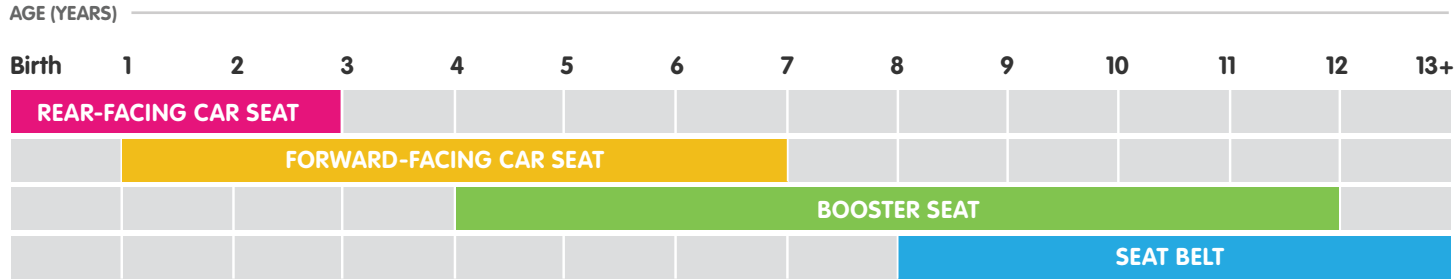 AGE (YEARS)
Birth 1 2 3 4 5 6 7 8 9 10 11 12 13+
REAR-FACING CAR SEAT
FORWARD-FACING CAR SEAT
BOOSTER SEAT
SEAT BELT